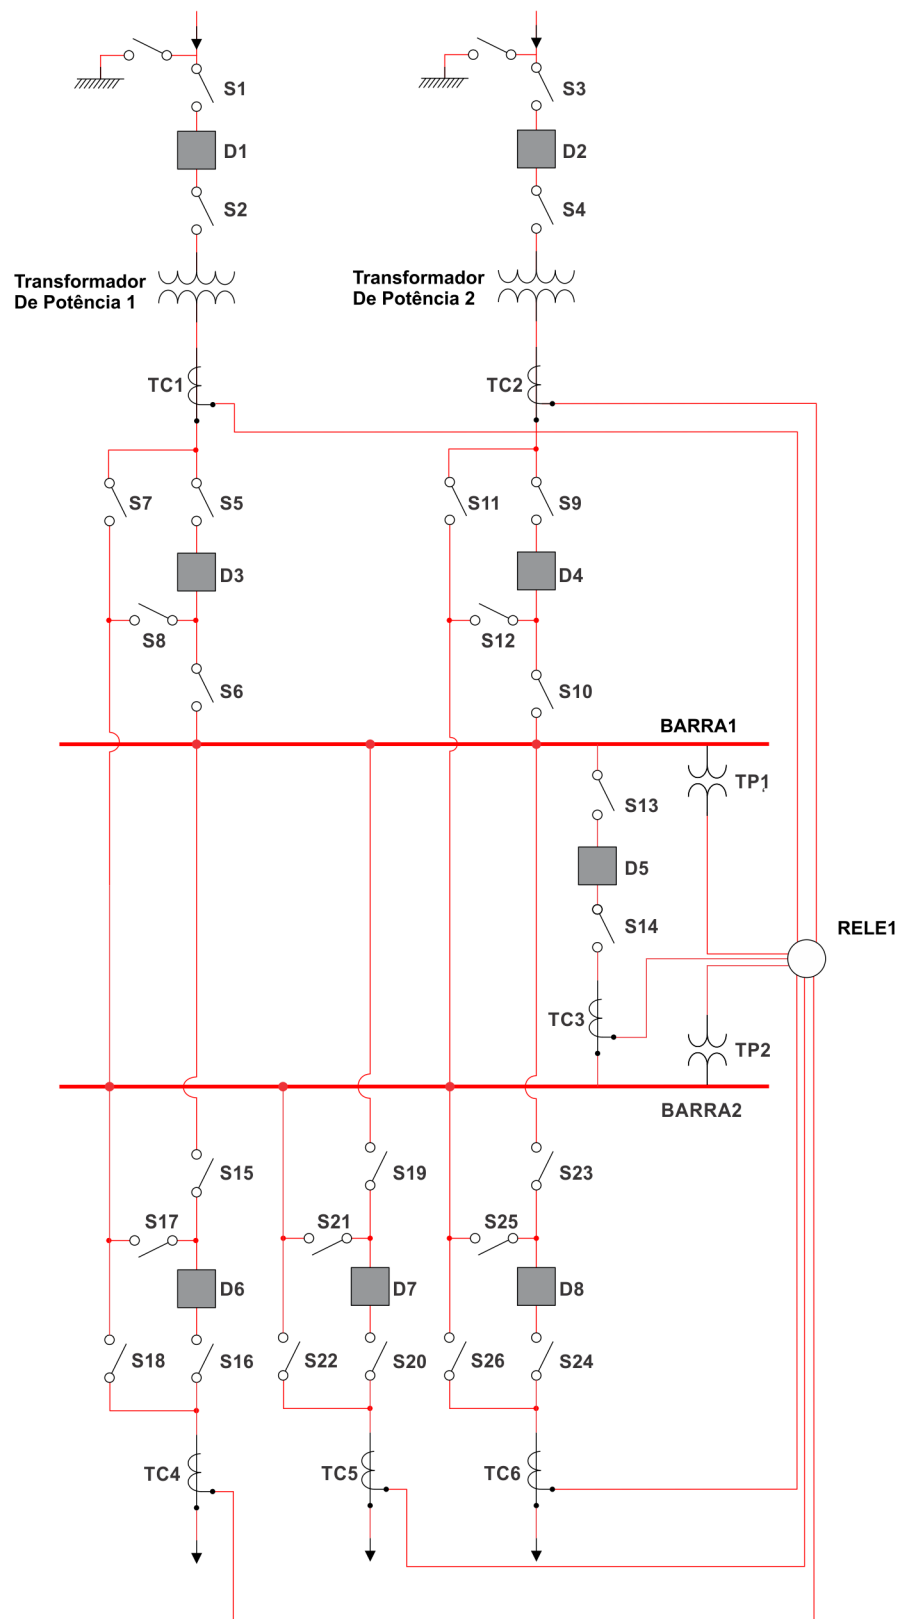 S1
S3
D1
D2
S2
S4
Transformador
De Potência 1
Transformador
De Potência 2
TC1
TC2
S7
S5
S11
S9
D3
D4
S8
S12
S6
S10
BARRA1
TP1
S13
D5
S14
RELE1
TC3
TP2
BARRA2
S15
S19
S23
S17
S21
S25
D6
D7
D8
S18
S16
S22
S20
S26
S24
TC4
TC5
TC6